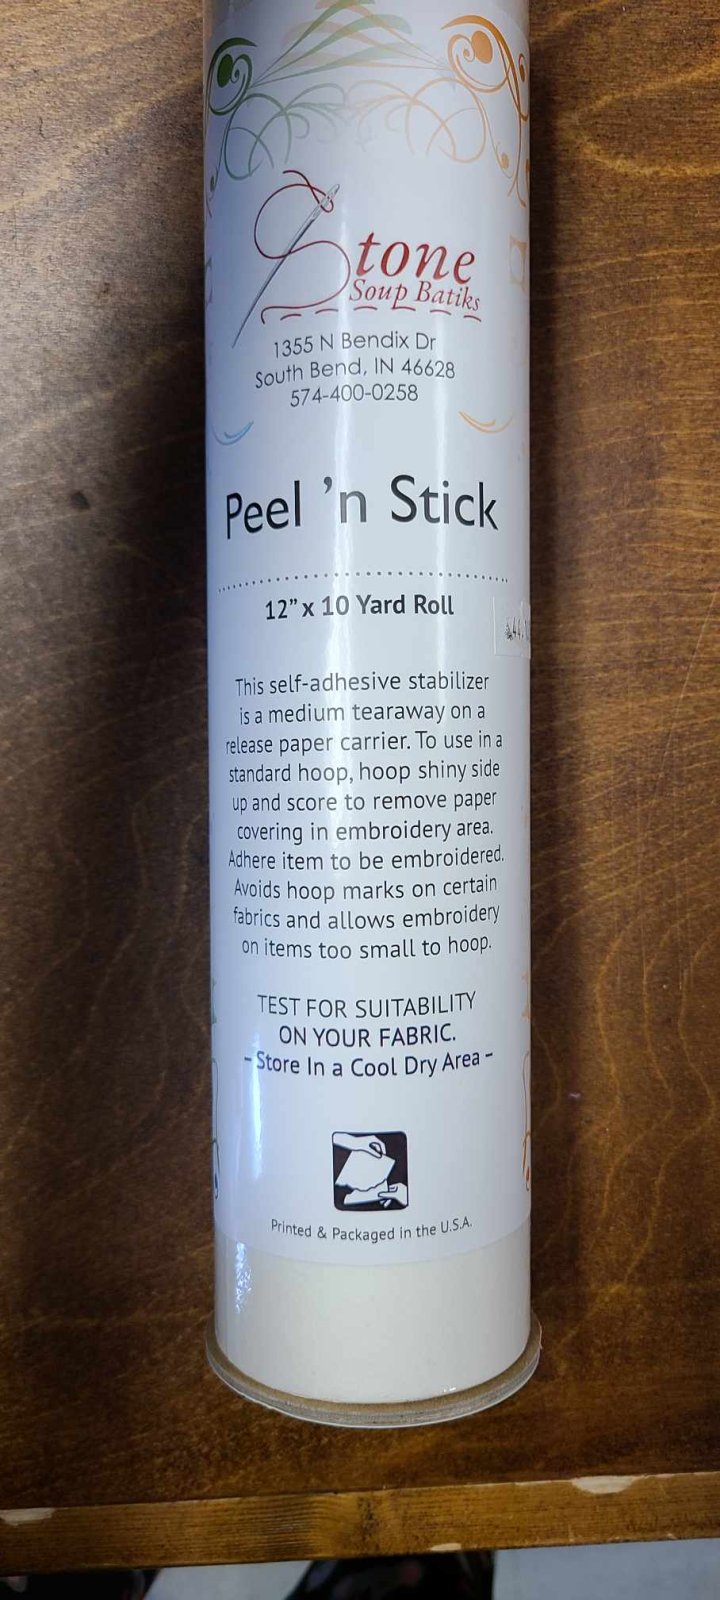 Stone
Soup Batiks
1355 N Bendix Dr
South Bend, IN 46628
574-400-0258
Peel 'n Stick
12" x 10 Yard Roll
This self-adhesive stabilizer
is a medium tearaway on a
release paper carrier. To use in a
standard hoop, hoop shiny side
up and score to remove paper
covering in embroidery area.
Adhere item to be embroidered.
Avoids hoop marks on certain
fabrics and allows embroidery
on items too small to hoop.
TEST FOR SUITABILITY
ON YOUR FABRIC.
– Store In a Cool Dry Area –
Printed & Packaged in the U.S.A.